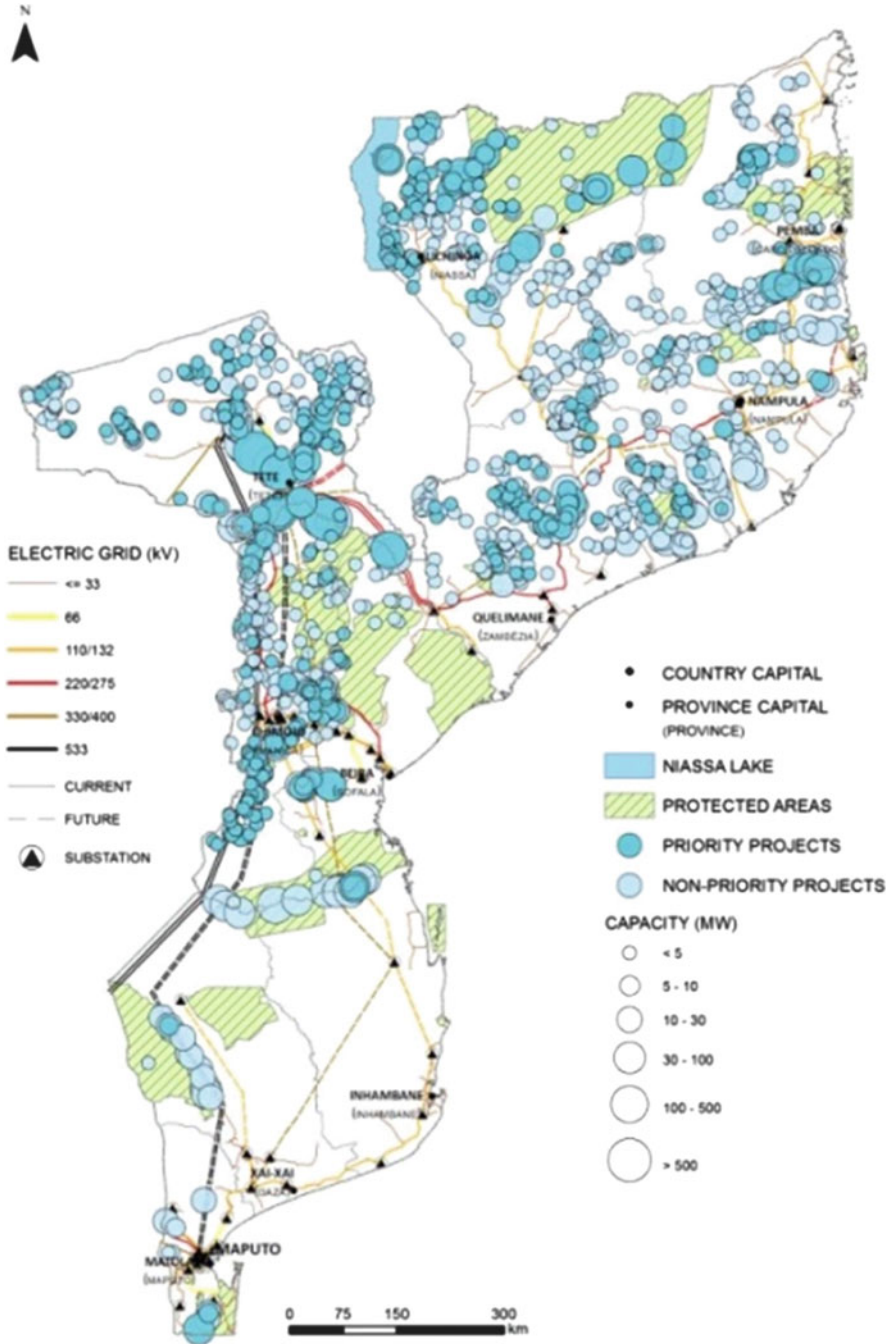 N
PEMBA
LICHINGA
(NIASSA)
NAMPULA
(NAMPULA)
TETE
ELECTRIC GRID (kV)
<= 33
66
110/132
220/275
330/400
533
CURRENT
FUTURE
SUBSTATION
QUELIMANE
(ZAMBÉZIA)
BEIRA
(SOFALA)
COUNTRY CAPITAL
PROVINCE CAPITAL
(PROVINCE)
NIASSA LAKE
PROTECTED AREAS
PRIORITY PROJECTS
NON-PRIORITY PROJECTS
CAPACITY (MW)
< 5
5 - 10
10 - 30
30 - 100
100 - 500
> 500
INHAMBANE
(INHAMBANE)
XAI-XAI
(GAZA)
MAPUTO
MATOLA
(MAPUTO)
0 75 150 300
km